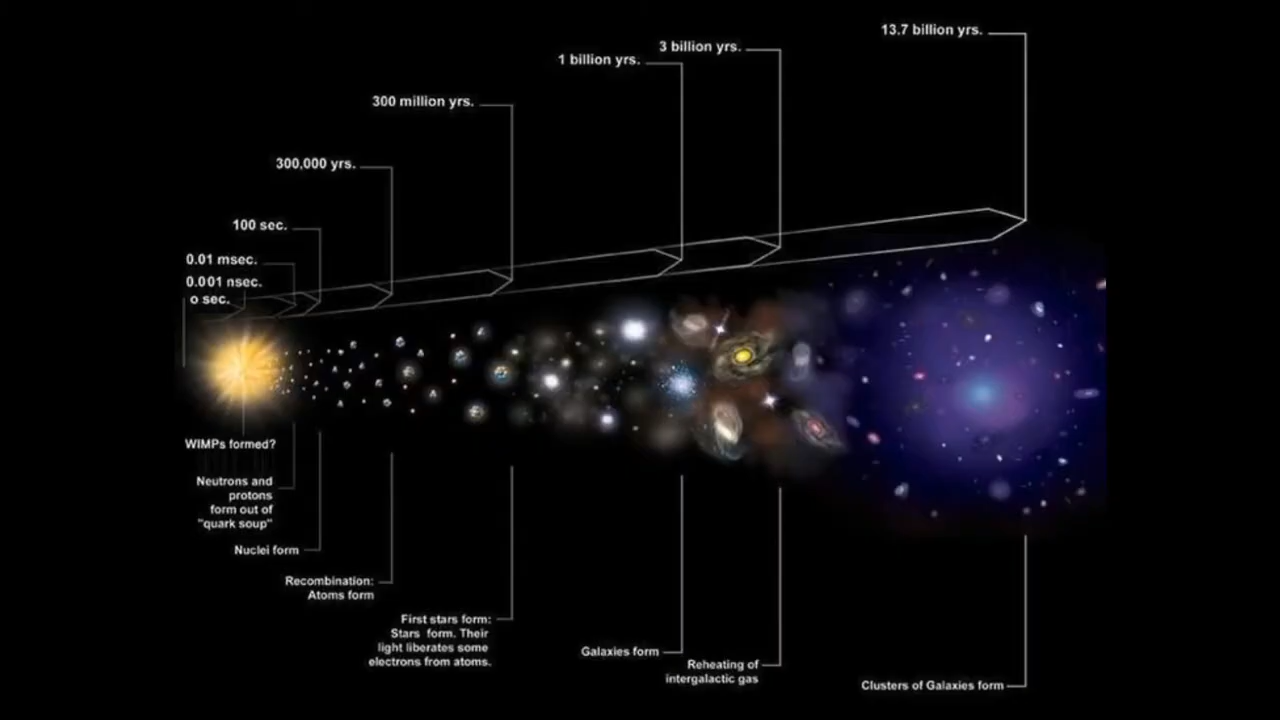 13.7 billion yrs.
3 billion yrs.
1 billion yrs.
300 million yrs.
300,000 yrs.
100 sec.
0.01 msec.
0.001 nsec.
o sec.
WIMPs formed?
Neutrons and
protons
form out of
"quark soup"
Nuclei form
Recombination:
Atoms form
First stars form:
Stars form. Their
light liberates some
electrons from atoms.
Galaxies form
Reheating of
intergalactic gas
Clusters of Galaxies form